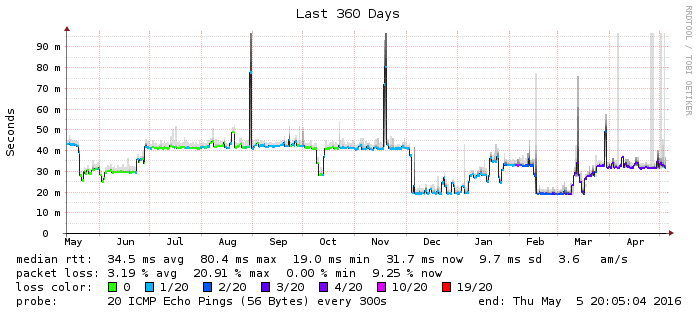 Last 360 Days
RRDTOOL / TOBI OETIKER
Seconds
90 m
80 m
70 m
60 m
50 m
40 m
30 m
20 m
10 m
0
May Jun Jul Aug Sep Oct Nov Dec Jan Feb Mar Apr
median rtt: 34.5 ms avg 80.4 ms max 19.0 ms min 31.7 ms now 9.7 ms sd 3.6 am/s
packet loss: 3.19 % avg 20.91 % max 0.00 % min 9.25 % now
loss color: 0 1/20 2/20 3/20 4/20 10/20 19/20
probe: 20 ICMP Echo Pings (56 Bytes) every 300s end: Thu May 5 20:05:04 2016